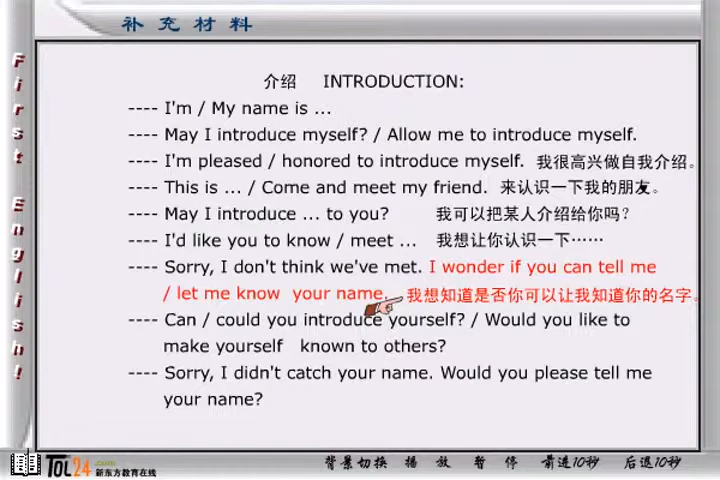 补 充 材 料
First English!
介绍 INTRODUCTION:
---- I'm / My name is ...
---- May I introduce myself? / Allow me to introduce myself.
---- I'm pleased / honored to introduce myself. 我很高兴做自我介绍。
---- This is ... / Come and meet my friend. 来认识一下我的朋友。
---- May I introduce ... to you? 我可以把某人介绍给你吗?
---- I'd like you to know / meet ... 我想让你认识一下……
---- Sorry, I don't think we've met. I wonder if you can tell me
/ let me know your name. 我想知道是否你可以让我知道你的名字。
---- Can / could you introduce yourself? / Would you like to
make yourself known to others?
---- Sorry, I didn't catch your name. Would you please tell me
your name?
TOL24.com 新东方教育在线
背景切换 播 放 暂 停 前进10秒 后退10秒